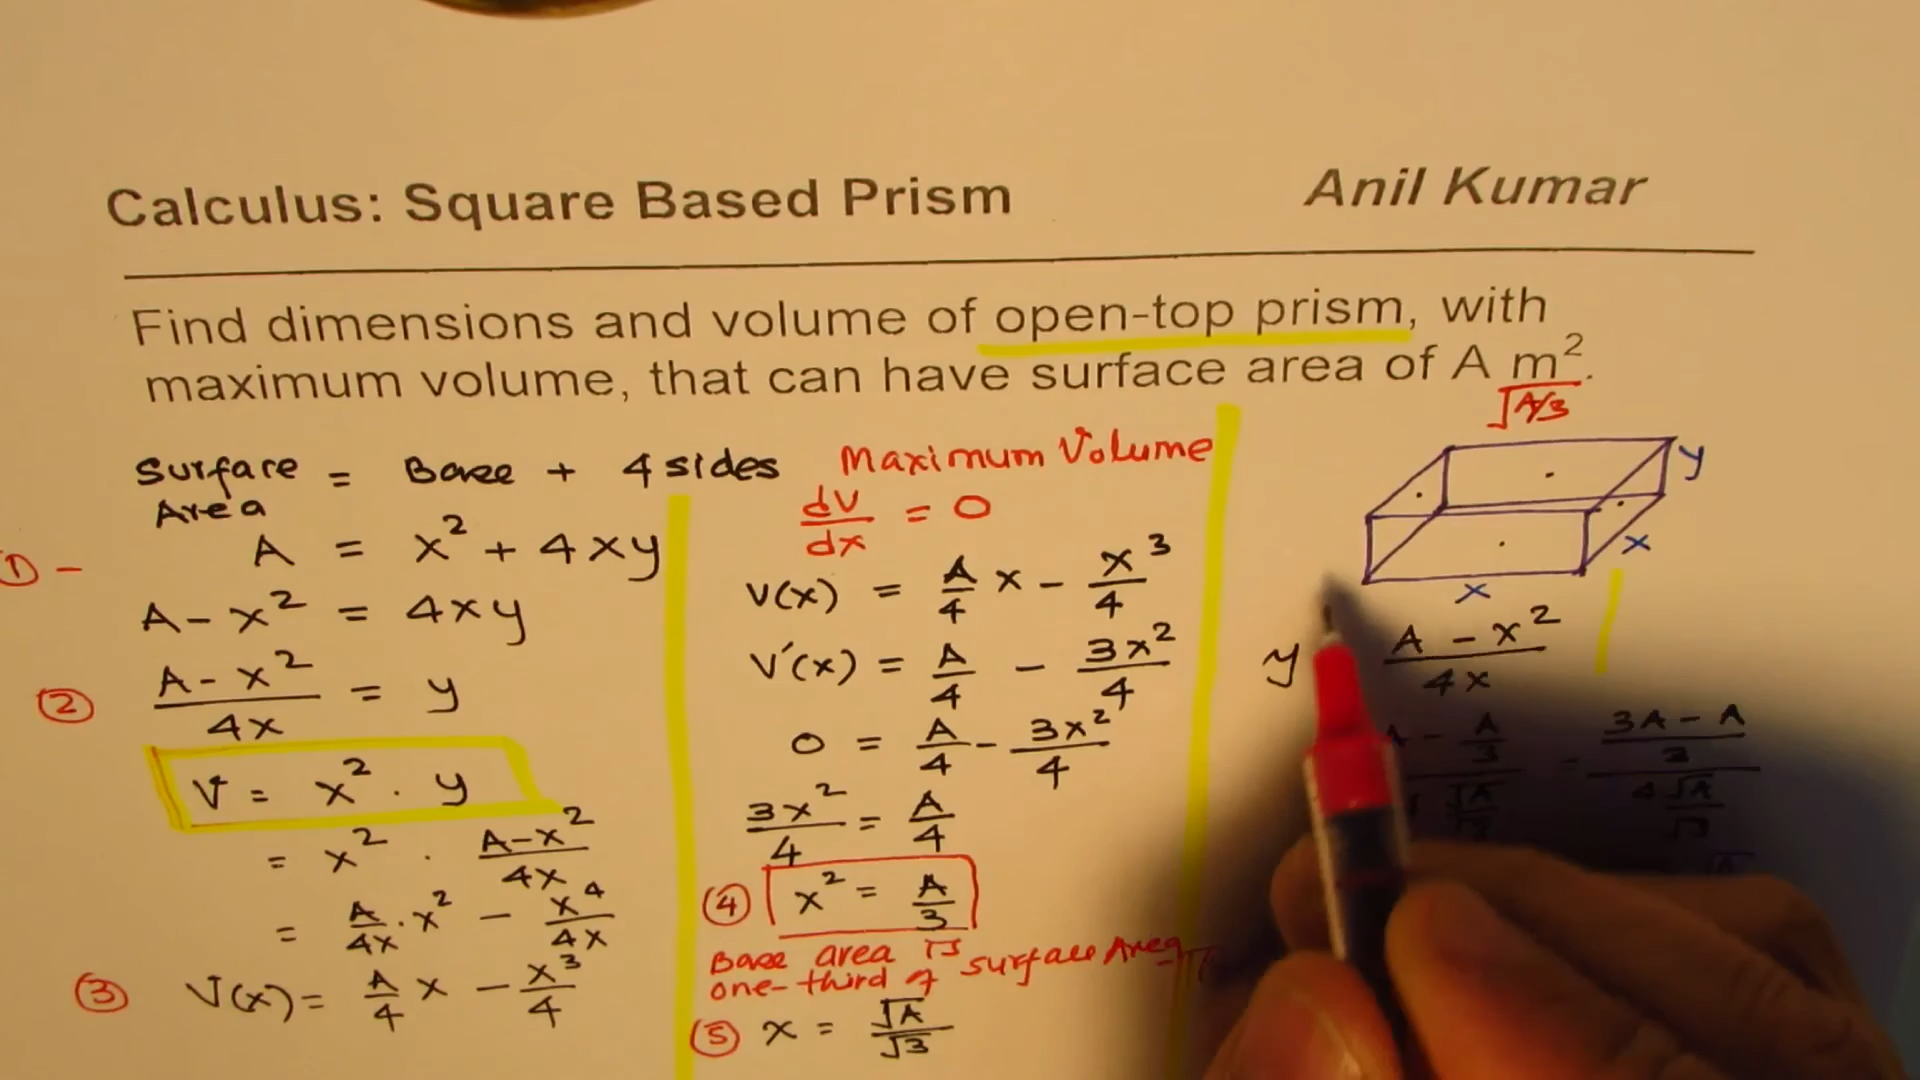 Calculus: Square Based Prism
Anil Kumar
Find dimensions and volume of open-top prism, with
maximum volume, that can have surface area of A m².
Surface Area = Base + 4 sides
① - A = x² + 4xy
A - x² = 4xy
② (A - x²)/4x = y
V = x² . y
= x² . (A-x²)/4x
= A/4x . x² - x⁴/4x
③ V(x) = A/4 x - x³/4
Maximum Volume
dV/dx = 0
V(x) = A/4 x - x³/4
V'(x) = A/4 - 3x²/4
0 = A/4 - 3x²/4
3x²/4 = A/4
④ x² = A/3
Base area is
one-third of surface Area
⑤ x = √A/√3
√A/3
y
x
x
y (A - x²)/4x
- A/3 = (3A - A)/3
4 √A